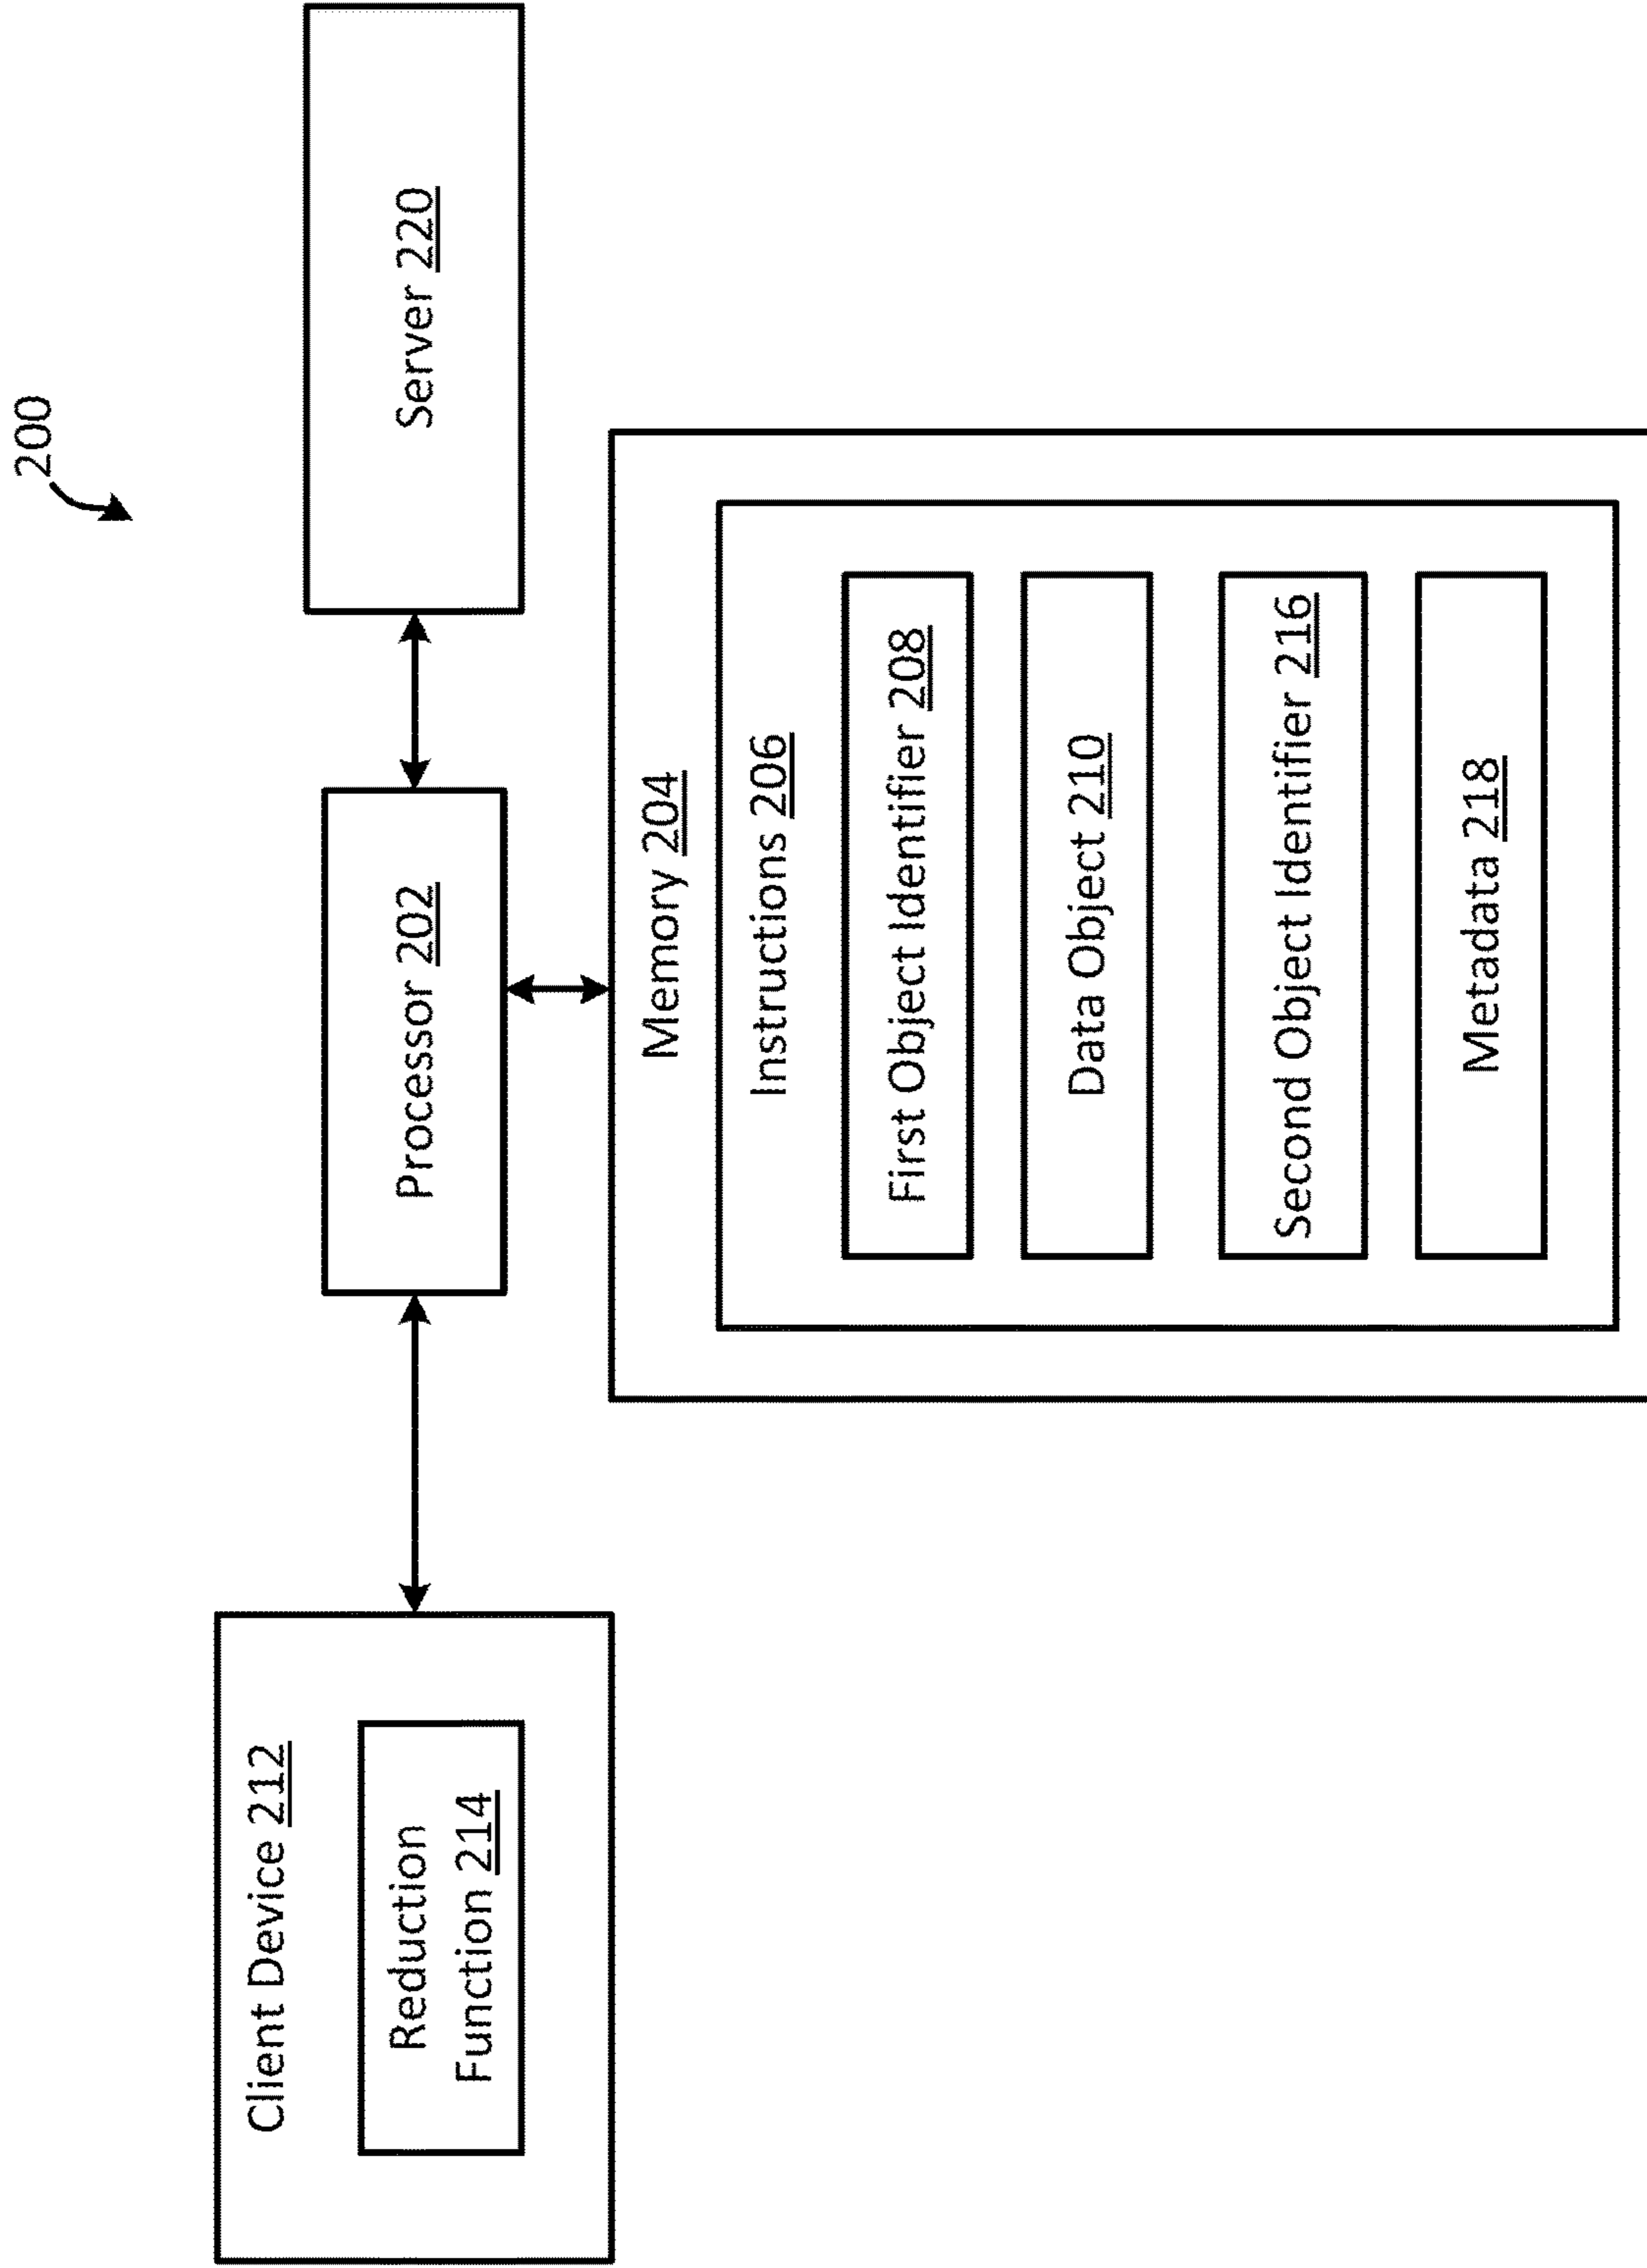 200
Client Device 212
Reduction
Function 214
Processor 202
Server 220
Memory 204
Instructions 206
First Object Identifier 208
Data Object 210
Second Object Identifier 216
Metadata 218